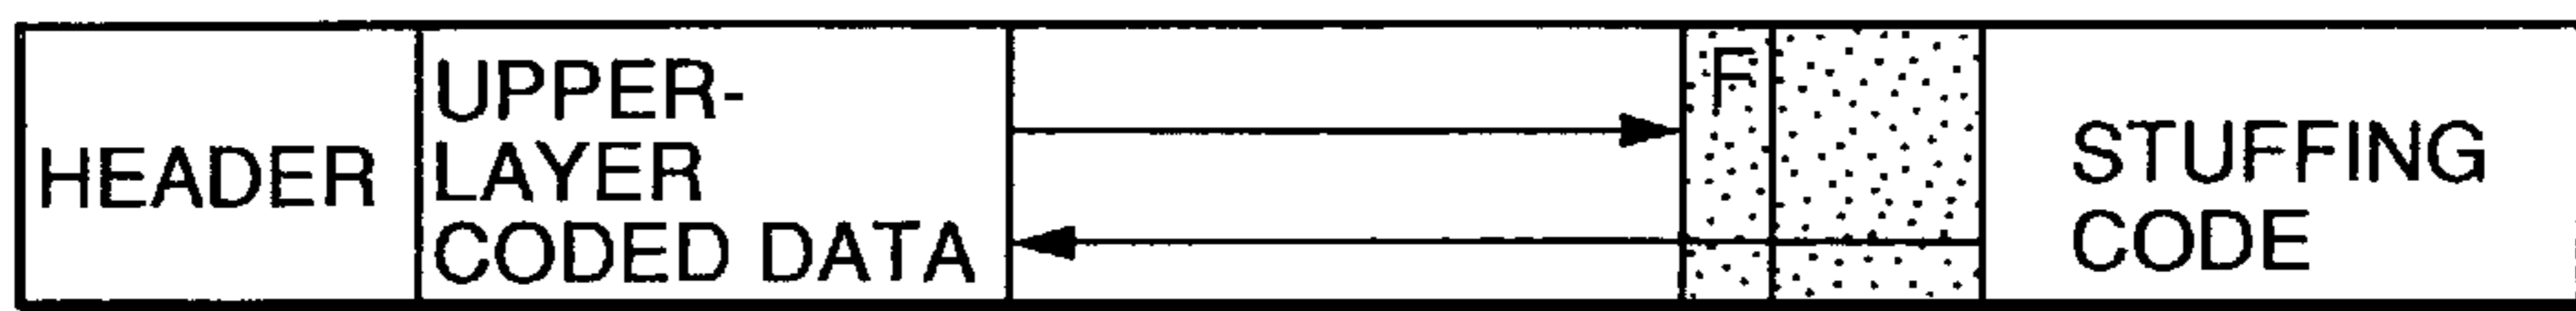 HEADER
UPPER-
LAYER
CODED DATA
F
STUFFING
CODE